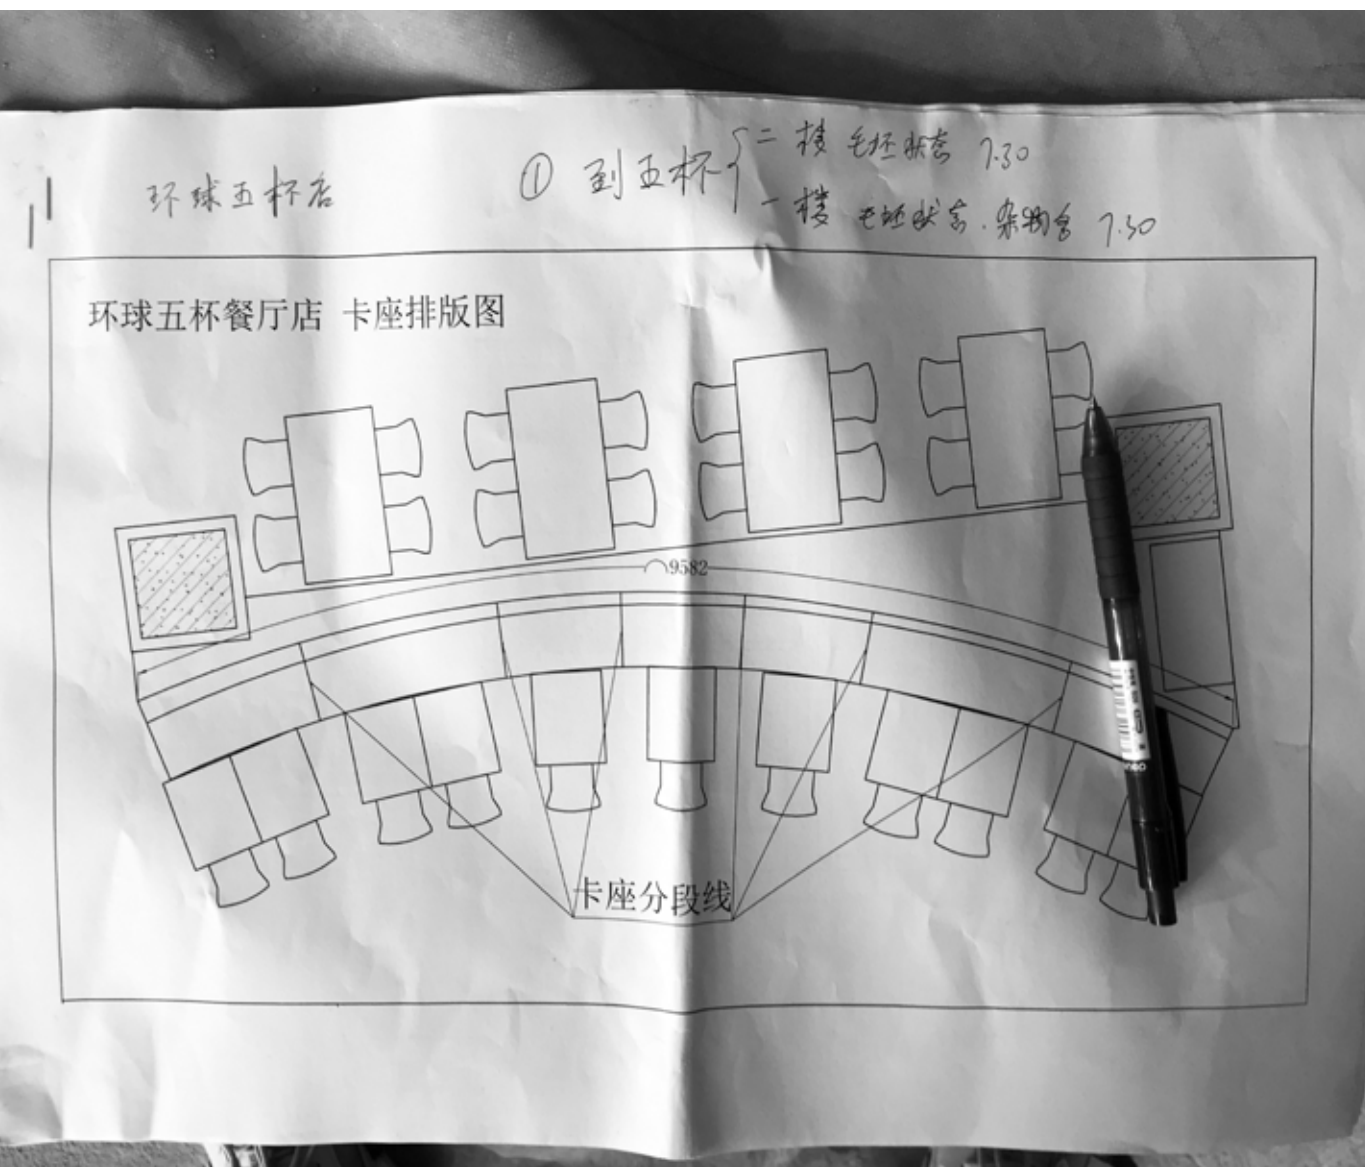 环球五杯店
① 到五杯
二楼 毛坯状态 7.30
一楼 毛坯状态.杂物多 7.30
环球五杯餐厅店 卡座排版图
9582
卡座分段线